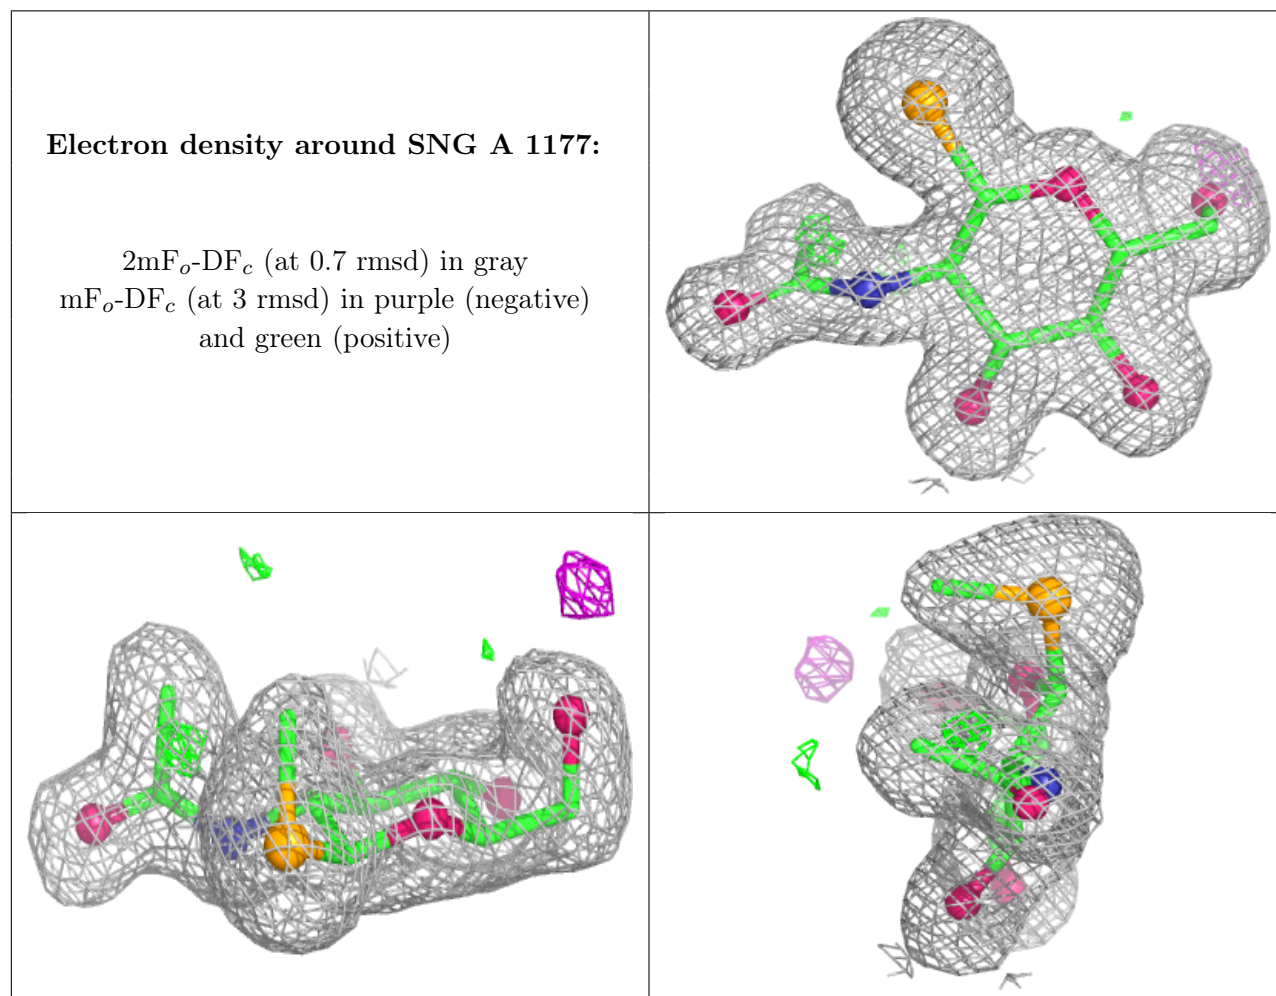 Electron density around SNG A 1177:
2mFo-DFc (at 0.7 rmsd) in gray
mFo-DFc (at 3 rmsd) in purple (negative)
and green (positive)